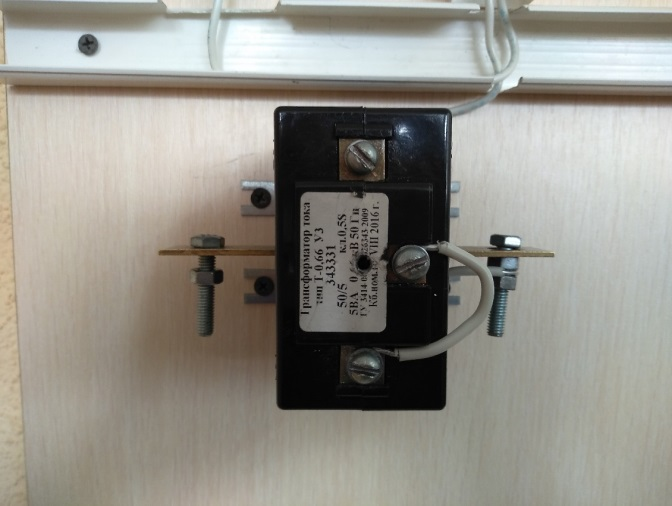 Трансформатор тока
тип Т-0,66 У3
343331
50/5 кл.0,5S
5ВА 50 Гц
VIII 2016 г.